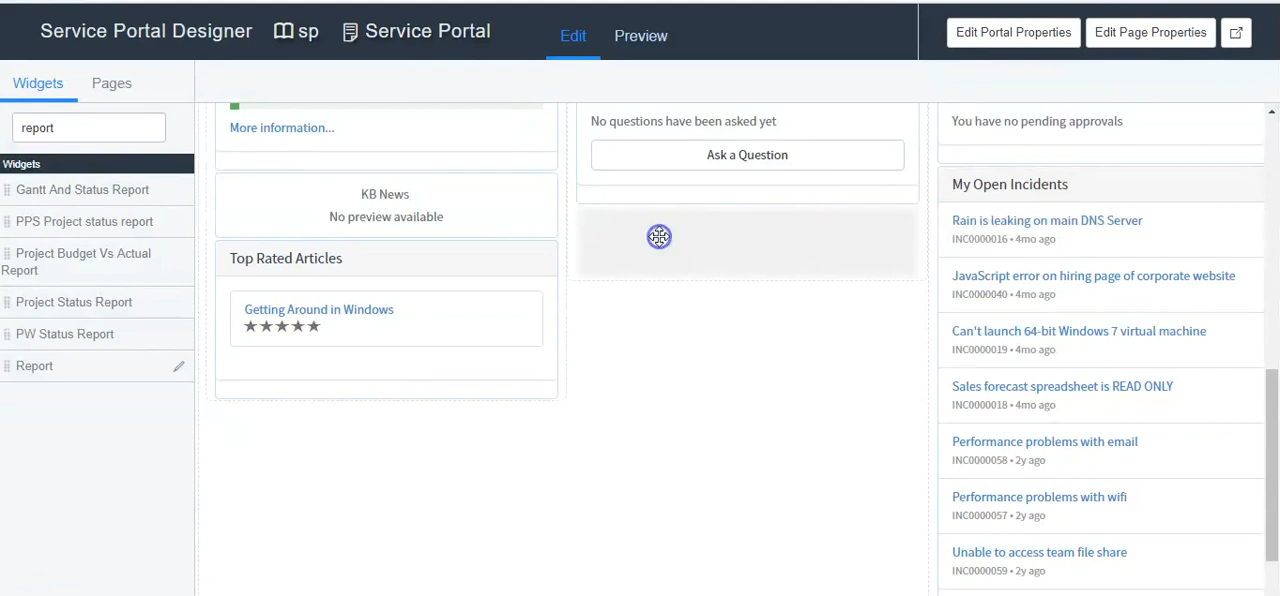 Service Portal Designer
sp
Service Portal
Edit
Preview
Edit Portal Properties
Edit Page Properties
Widgets
Pages
report
Widgets
Gantt And Status Report
PPS Project status report
Project Budget Vs Actual
Report
Project Status Report
PW Status Report
Report
More information...
KB News
No preview available
Top Rated Articles
Getting Around in Windows
No questions have been asked yet
Ask a Question
You have no pending approvals
My Open Incidents
Rain is leaking on main DNS Server
INC0000016 • 4mo ago
JavaScript error on hiring page of corporate website
INC0000040 • 4mo ago
Can't launch 64-bit Windows 7 virtual machine
INC0000019 • 4mo ago
Sales forecast spreadsheet is READ ONLY
INC0000018 • 4mo ago
Performance problems with email
INC0000058 • 2y ago
Performance problems with wifi
INC0000057 • 2y ago
Unable to access team file share
INC0000059 • 2y ago